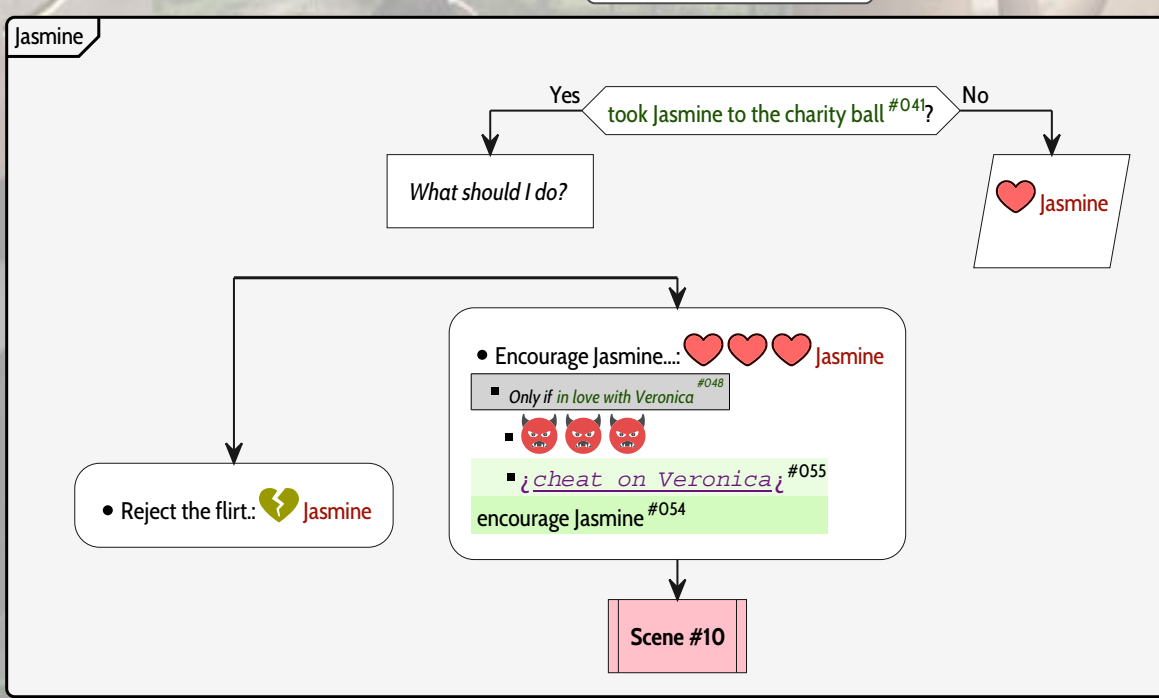 Jasmine
Yes
took Jasmine to the charity ball #041?
No
What should I do?
Jasmine
• Encourage Jasmine...: Jasmine
▪ Only if in love with Veronica #048
▪ ¿cheat on Veronica¿ #055
encourage Jasmine #054
• Reject the flirt.: Jasmine
Scene #10